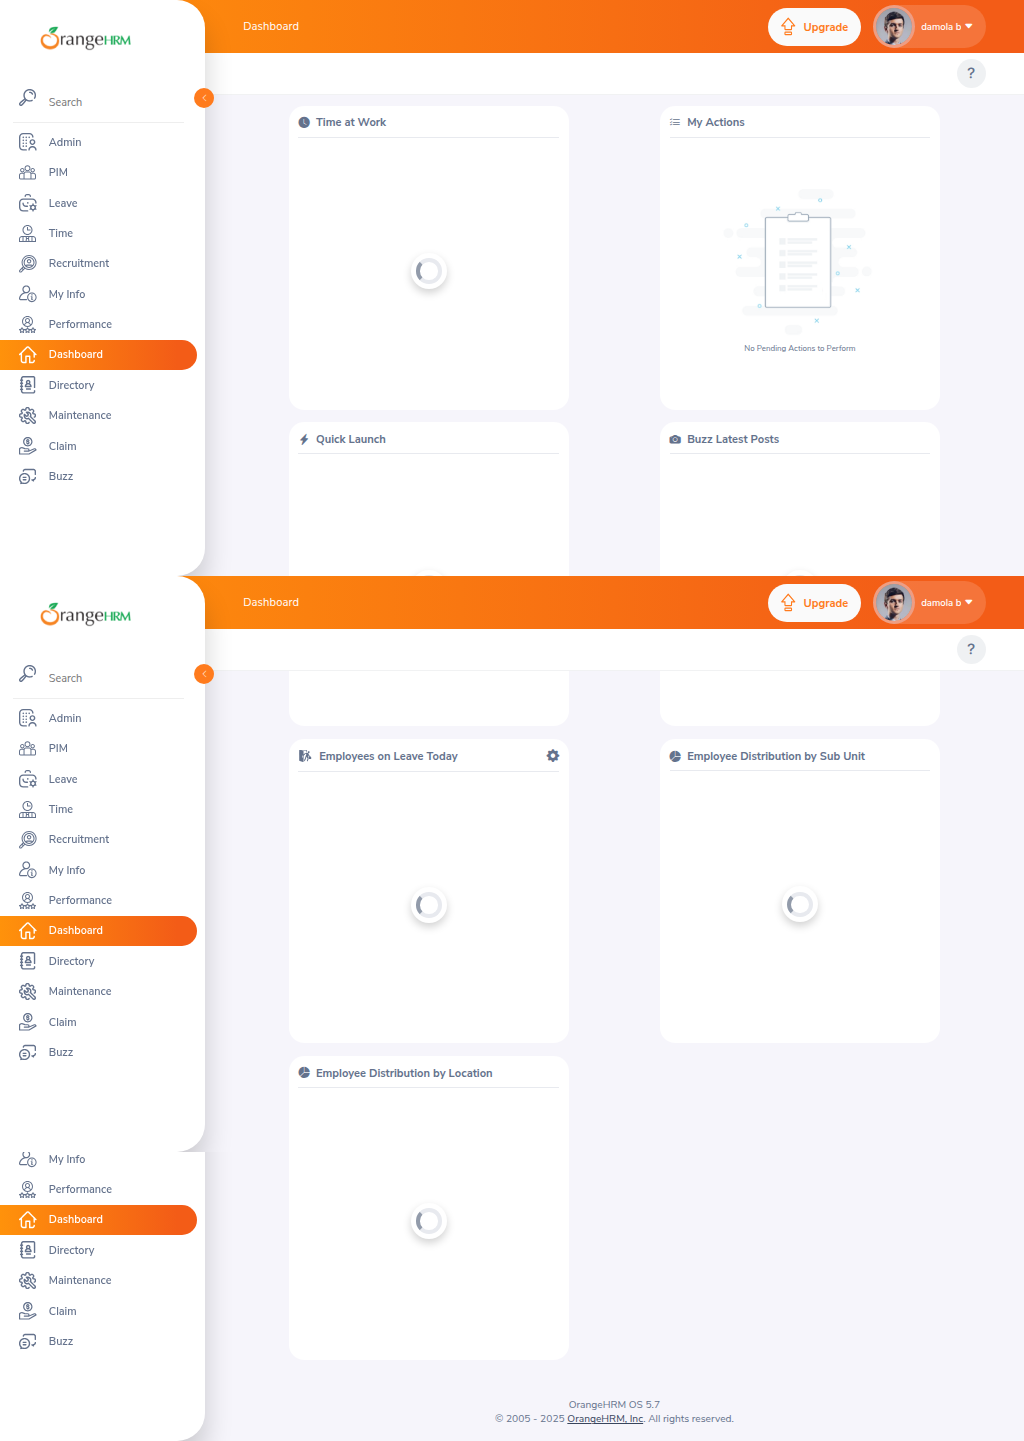 OrangeHRM
Dashboard
Upgrade
damola b
Search
?
Admin
PIM
Leave
Time
Recruitment
My Info
Performance
Dashboard
Directory
Maintenance
Claim
Buzz
Time at Work
My Actions
No Pending Actions to Perform
Quick Launch
Buzz Latest Posts
OrangeHRM
Dashboard
Upgrade
damola b
Search
?
Admin
PIM
Leave
Time
Recruitment
My Info
Performance
Dashboard
Directory
Maintenance
Claim
Buzz
Employees on Leave Today
Employee Distribution by Sub Unit
Employee Distribution by Location
My Info
Performance
Dashboard
Directory
Maintenance
Claim
Buzz
OrangeHRM OS 5.7
© 2005 - 2025 OrangeHRM, Inc. All rights reserved.